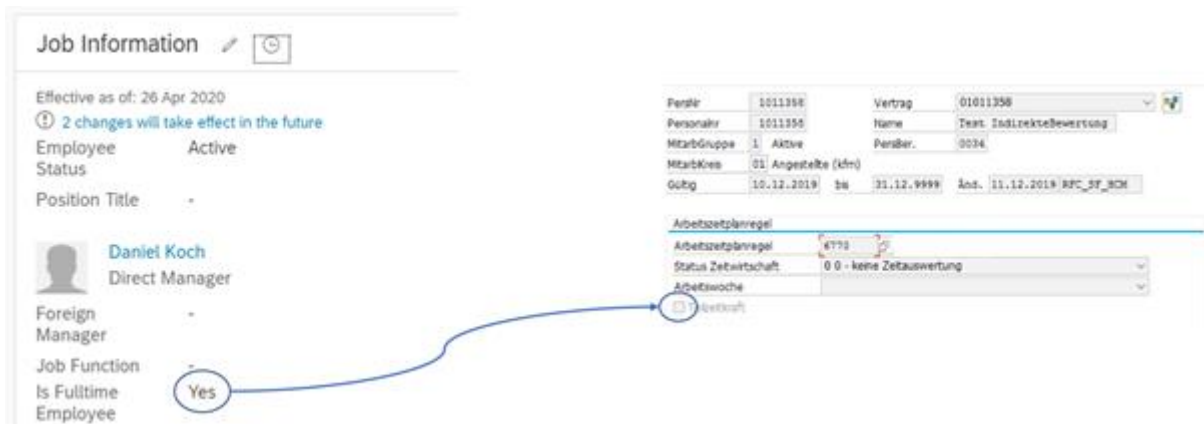 Job Information
Effective as of: 26 Apr 2020
2 changes will take effect in the future
Employee Status Active
Position Title -
Daniel Koch
Direct Manager
Foreign Manager -
Job Function -
Is Fulltime Employee Yes
PersNr 1011358 Vertrag 01011358
Personalnr 1011358 Name Test IndirekteBewertung
MitarbGruppe 1 Aktive PersBer. 0034
MitarbKreis 01 Angestellte (kfm)
Gültig 10.12.2019 bis 31.12.9999 Änd. 11.12.2019 RFC_SF_HCM
Arbeitszeitplanregel
Arbeitszeitplanregel 6770
Status Zeitwirtschaft 0 0 - keine Zeitauswertung
Arbeitswoche
Teilzeitkraft